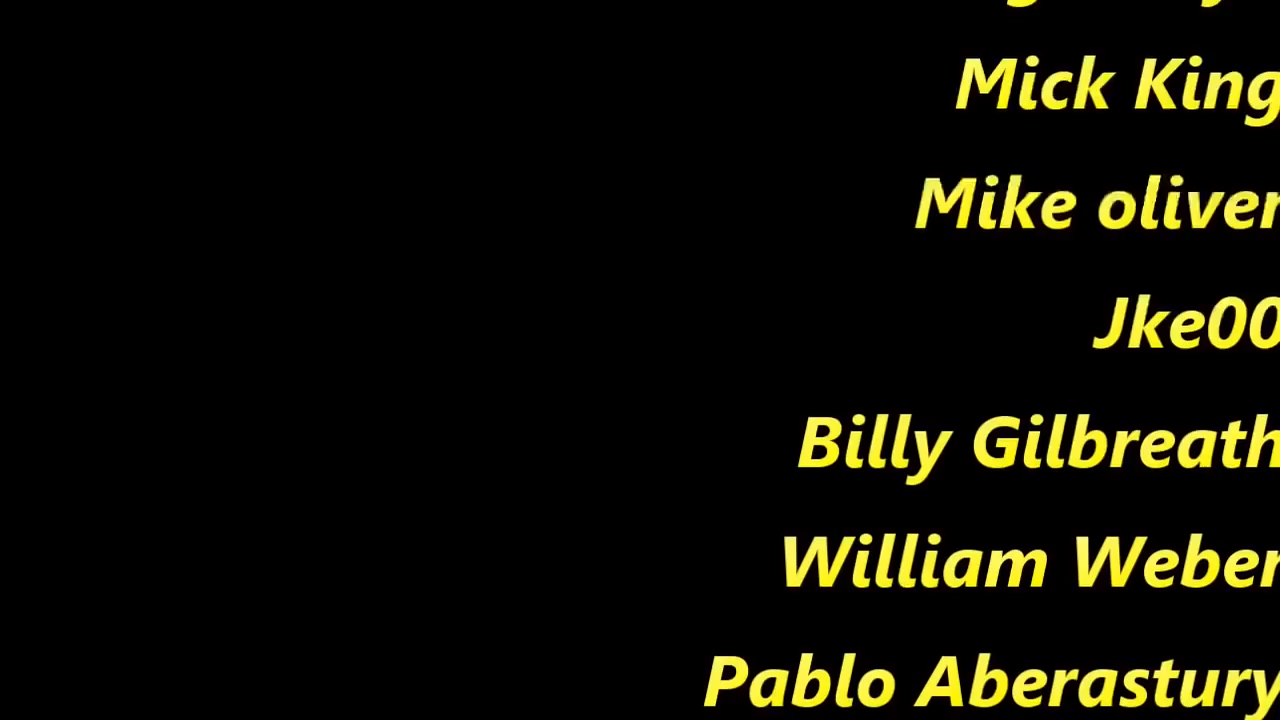 Mick King
Mike oliver
Jke00
Billy Gilbreath
William Weber
Pablo Aberastury